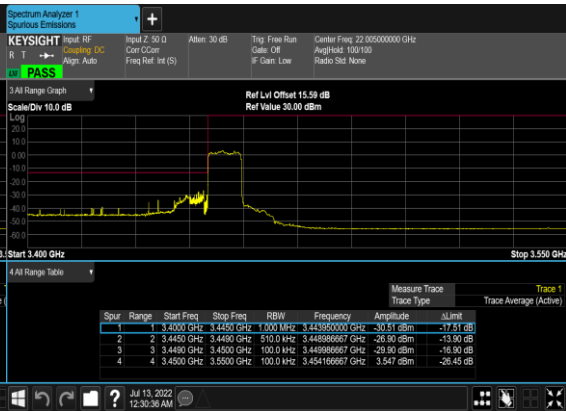 Spectrum Analyzer 1
Spurious Emissions
KEYSIGHT Input: RF Input Z: 50 Ω Atten: 30 dB Trig: Free Run Center Freq: 22.005000000 GHz
R T Coupling: DC Corr CCorr Gate: Off Avg|Hold: 100/100
Align: Auto Freq Ref: Int (S) IF Gain: Low Radio Std: None
PASS
3 All Range Graph
Ref Lvl Offset 15.59 dB
Scale/Div 10.0 dB Ref Value 30.00 dBm
Log
20.0
10.0
0.00
-10.0
-20.0
-30.0
-40.0
-50.0
-60.0
Start 3.400 GHz Stop 3.550 GHz
4 All Range Table
Measure Trace Trace 1
Trace Type Trace Average (Active)
Spur Range Start Freq Stop Freq RBW Frequency Amplitude ΔLimit
1 1 3.4000 GHz 3.4450 GHz 1.000 MHz 3.443950000 GHz -30.51 dBm -17.51 dB
2 2 3.4450 GHz 3.4490 GHz 510.0 kHz 3.448986667 GHz -26.90 dBm -13.90 dB
3 3 3.4490 GHz 3.4500 GHz 100.0 kHz 3.449986667 GHz -29.90 dBm -16.90 dB
4 4 3.4500 GHz 3.5500 GHz 100.0 kHz 3.454166667 GHz 3.547 dBm -26.45 dB
Jul 13, 2022
12:30:36 AM